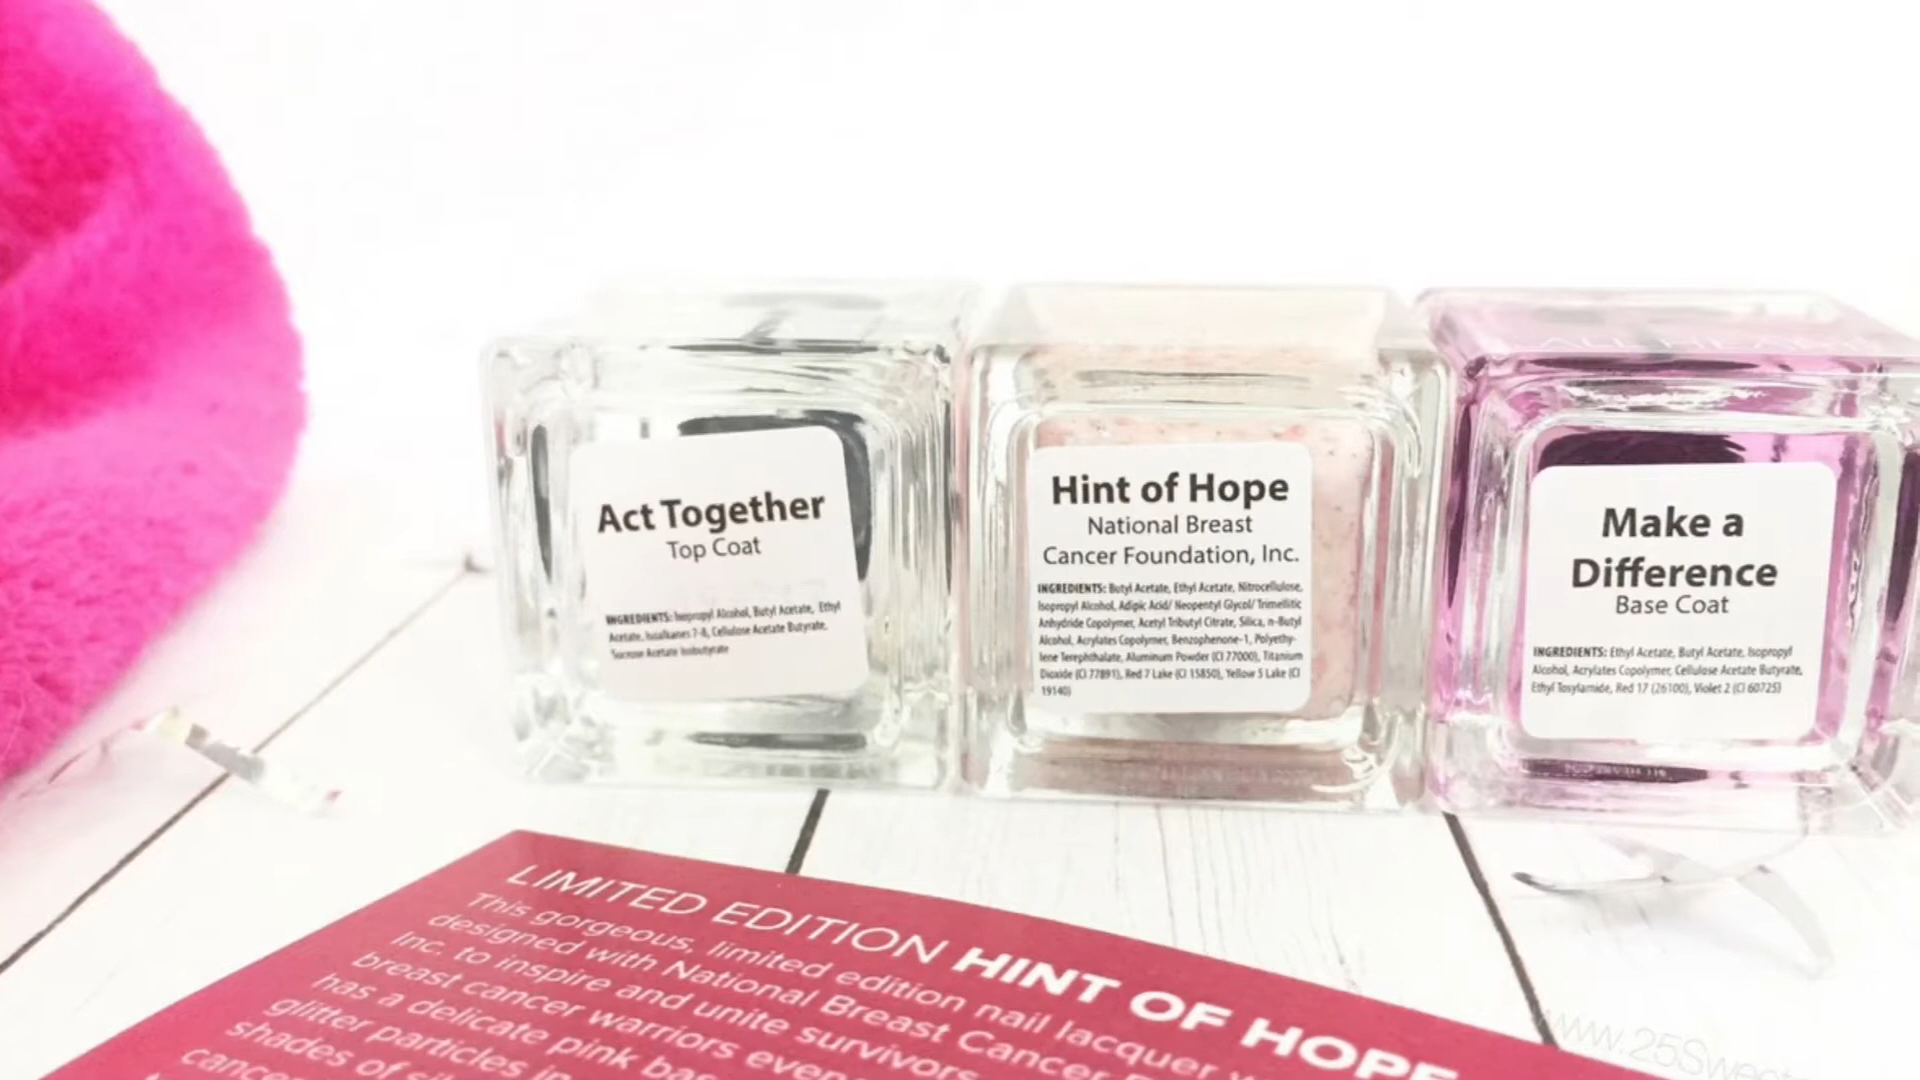 Act Together
Top Coat
INGREDIENTS: Isopropyl Alcohol, Butyl Acetate, Ethyl
Acetate, Isoalkanes 7-8, Cellulose Acetate Butyrate,
Sucrose Acetate Isobutyrate
Hint of Hope
National Breast
Cancer Foundation, Inc.
INGREDIENTS: Butyl Acetate, Ethyl Acetate, Nitrocellulose,
Isopropyl Alcohol, Adipic Acid/ Neopentyl Glycol/ Trimellitic
Anhydride Copolymer, Acetyl Tributyl Citrate, Silica, n-Butyl
Alcohol, Acrylates Copolymer, Benzophenone-1, Polyethy-
lene Terephthalate, Aluminum Powder (CI 77000), Titanium
Dioxide (CI 77891), Red 7 Lake (CI 15850), Yellow 5 Lake (CI
19140)
Make a
Difference
Base Coat
INGREDIENTS: Ethyl Acetate, Butyl Acetate, Isopropyl
Alcohol, Acrylates Copolymer, Cellulose Acetate Butyrate,
Ethyl Tosylamide, Red 17 (26100), Violet 2 (CI 60725)
LIMITED EDITION HINT OF HOPE
This gorgeous, limited edition nail lacquer
designed with National Breast Cancer
Inc. to inspire and unite survivors
breast cancer warriors
has a delicate pink
glitter particles in
shades of
www.25Sweet